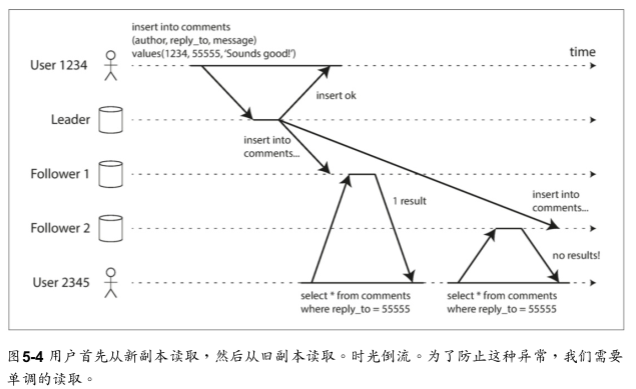 insert into comments
(author, reply_to, message)
values(1234, 55555, 'Sounds good!')
time
User 1234
insert ok
Leader
insert into
comments...
Follower 1
1 result
insert into
comments...
Follower 2
no results!
User 2345
select * from comments
where reply_to = 55555
select * from comments
where reply_to = 55555
图5-4 用户首先从新副本读取，然后从旧副本读取。时光倒流。为了防止这种异常，我们需要
单调的读取。